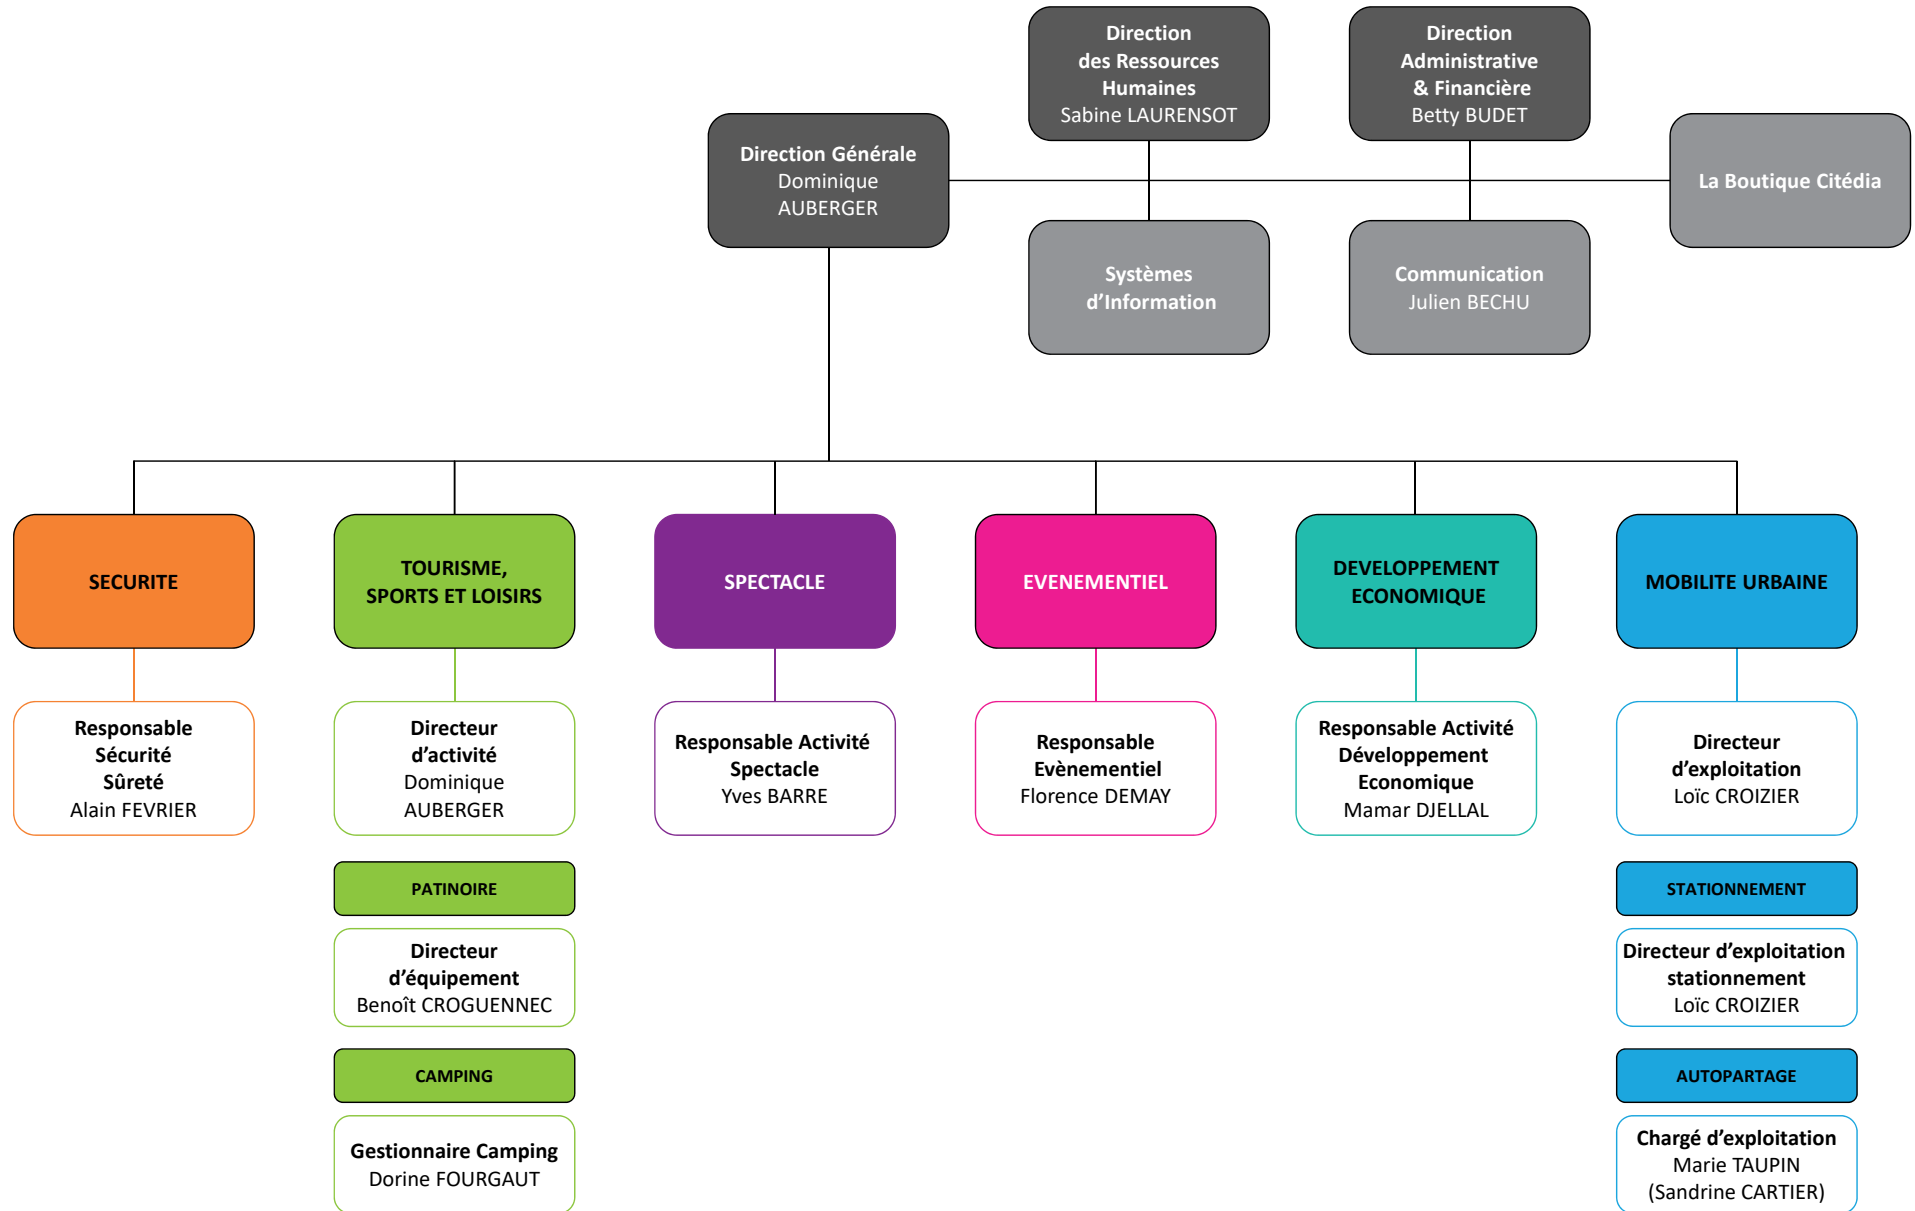 Direction
des Ressources
Humaines
Sabine LAURENSOT
Direction
Administrative
& Financière
Betty BUDET
Direction Générale
Dominique
AUBERGER
La Boutique Citédia
Systèmes
d’Information
Communication
Julien BECHU
SECURITE
TOURISME,
SPORTS ET LOISIRS
SPECTACLE
EVENEMENTIEL
DEVELOPPEMENT
ECONOMIQUE
MOBILITE URBAINE
Responsable
Sécurité
Sûreté
Alain FEVRIER
Directeur
d’activité
Dominique
AUBERGER
Responsable Activité
Spectacle
Yves BARRE
Responsable
Evènementiel
Florence DEMAY
Responsable Activité
Développement
Economique
Mamar DJELLAL
Directeur
d’exploitation
Loïc CROIZIER
PATINOIRE
STATIONNEMENT
Directeur
d’équipement
Benoît CROGUENNEC
Directeur d’exploitation
stationnement
Loïc CROIZIER
CAMPING
AUTOPARTAGE
Gestionnaire Camping
Dorine FOURGAUT
Chargé d’exploitation
Marie TAUPIN
(Sandrine CARTIER)